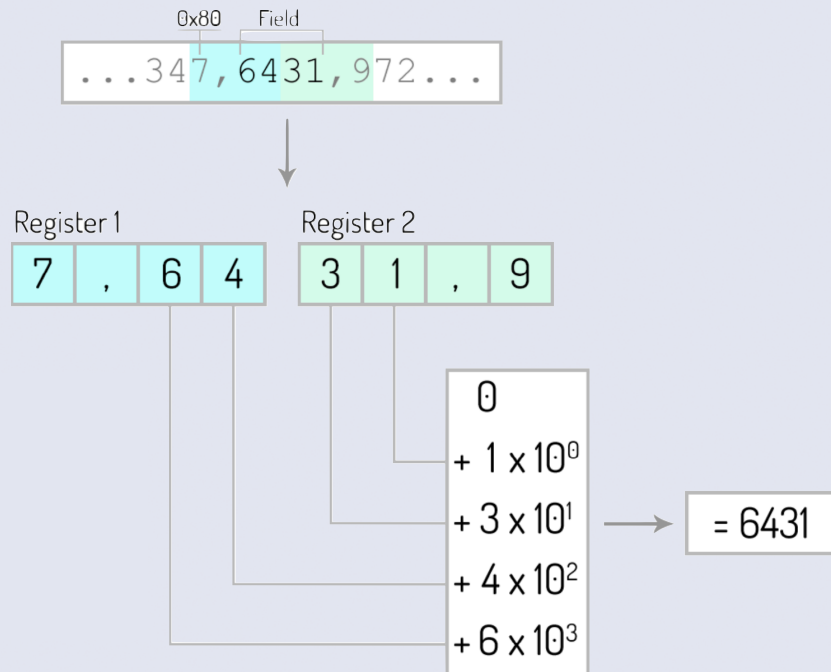 0x80 Field
...347,6431,972...
Register 1 Register 2
7 , 6 4 3 1 , 9
0
+ 1 x 10⁰
+ 3 x 10¹
= 6431
+ 4 x 10²
+ 6 x 10³